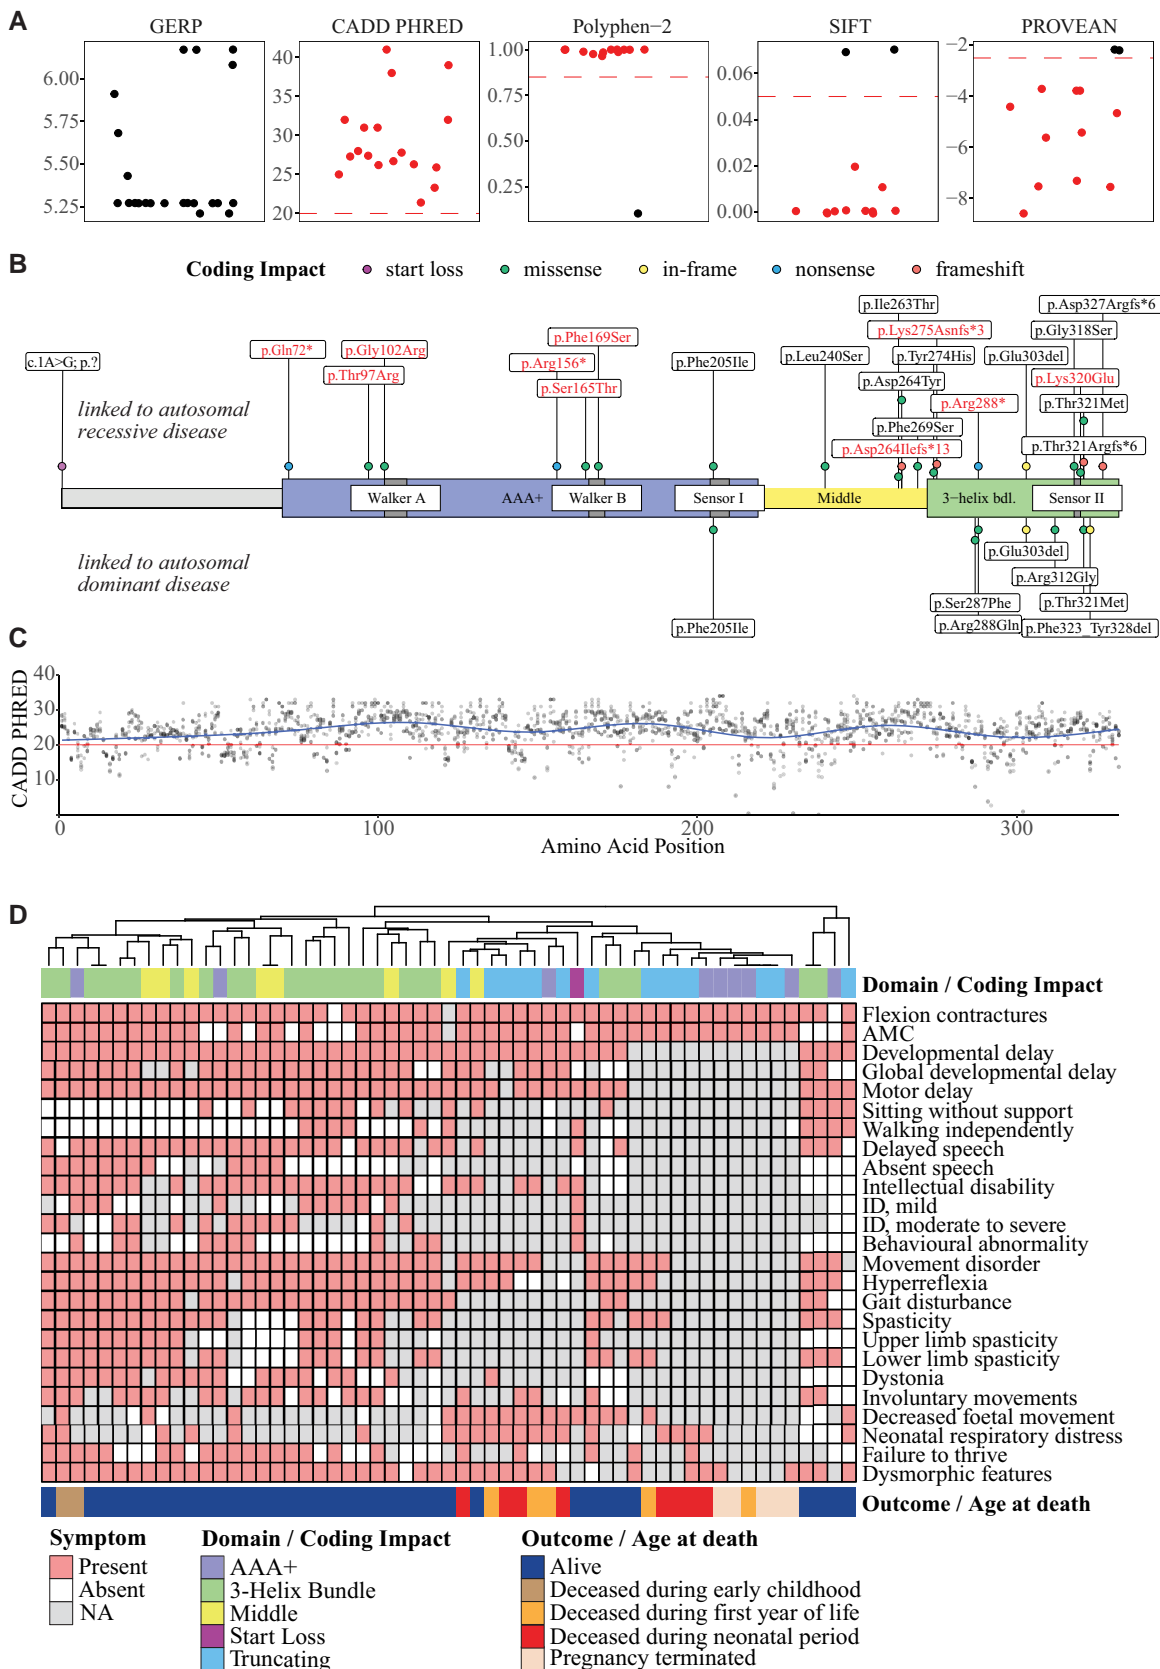 A
GERP
CADD PHRED
Polyphen−2
SIFT
PROVEAN
6.00
5.75
5.50
5.25
40
35
30
25
20
1.00
0.75
0.50
0.25
0.06
0.04
0.02
0.00
−2
−4
−6
−8
B
Coding Impact
start loss
missense
in−frame
nonsense
frameshift
c.1A>G; p.?
p.Gln72*
p.Gly102Arg
p.Thr97Arg
p.Phe169Ser
p.Arg156*
p.Ser165Thr
p.Phe205Ile
p.Leu240Ser
p.Ile263Thr
p.Lys275Asnfs*3
p.Tyr274His
p.Asp264Tyr
p.Phe269Ser
p.Asp264Ilefs*13
p.Asp327Argfs*6
p.Gly318Ser
p.Glu303del
p.Lys320Glu
p.Arg288*
p.Thr321Met
p.Thr321Argfs*6
linked to autosomal
recessive disease
Walker A
AAA+
Walker B
Sensor I
Middle
3−helix bdl.
Sensor II
linked to autosomal
dominant disease
p.Phe205Ile
p.Glu303del
p.Arg312Gly
p.Ser287Phe
p.Thr321Met
p.Arg288Gln
p.Phe323_Tyr328del
C
CADD PHRED
40
30
20
10
0
100
200
300
Amino Acid Position
D
Domain / Coding Impact
Flexion contractures
AMC
Developmental delay
Global developmental delay
Motor delay
Sitting without support
Walking independently
Delayed speech
Absent speech
Intellectual disability
ID, mild
ID, moderate to severe
Behavioural abnormality
Movement disorder
Hyperreflexia
Gait disturbance
Spasticity
Upper limb spasticity
Lower limb spasticity
Dystonia
Involuntary movements
Decreased foetal movement
Neonatal respiratory distress
Failure to thrive
Dysmorphic features
Outcome / Age at death
Symptom
Present
Absent
NA
Domain / Coding Impact
AAA+
3-Helix Bundle
Middle
Start Loss
Truncating
Outcome / Age at death
Alive
Deceased during early childhood
Deceased during first year of life
Deceased during neonatal period
Pregnancy terminated